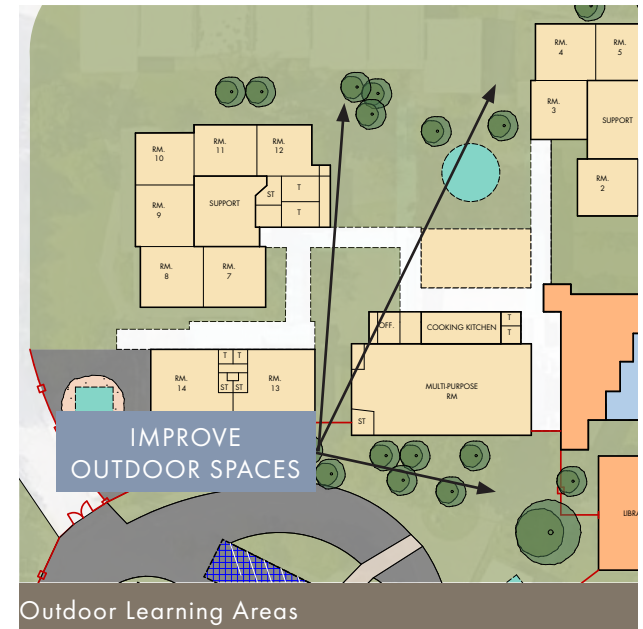 RM.
4
RM.
5
RM.
3
SUPPORT
RM.
2
RM.
10
RM.
11
RM.
12
RM.
9
SUPPORT
ST
T
T
RM.
8
RM.
7
OFF.
COOKING KITCHEN
T
T
MULTI-PURPOSE
RM
ST
RM.
14
T
T
ST
ST
RM.
13
IMPROVE
OUTDOOR SPACES
LIBRA
Outdoor Learning Areas